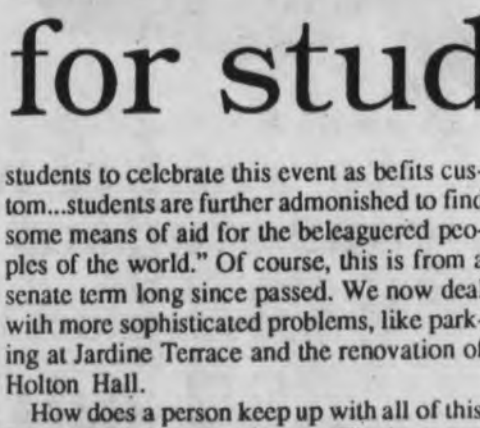 for stud
students to celebrate this event as befits cus-
tom...students are further admonished to find
some means of aid for the beleaguered peo-
ples of the world." Of course, this is from a
senate term long since passed. We now deal
with more sophisticated problems, like park-
ing at Jardine Terrace and the renovation of
Holton Hall.
How does a person keep up with all of this